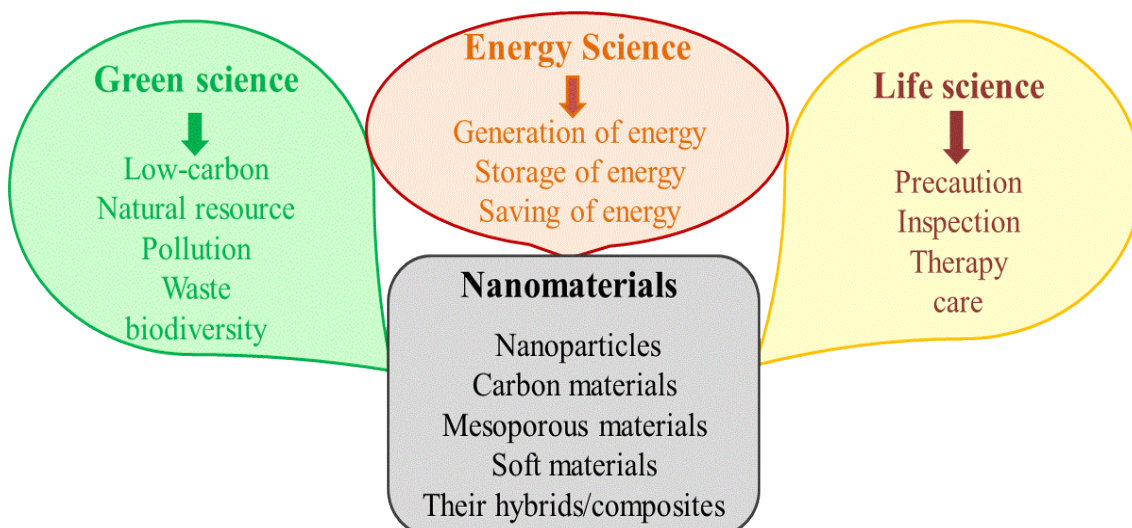 Green science
Low-carbon
Natural resource
Pollution
Waste
biodiversity
Energy Science
Generation of energy
Storage of energy
Saving of energy
Life science
Precaution
Inspection
Therapy
care
Nanomaterials
Nanoparticles
Carbon materials
Mesoporous materials
Soft materials
Their hybrids/composites